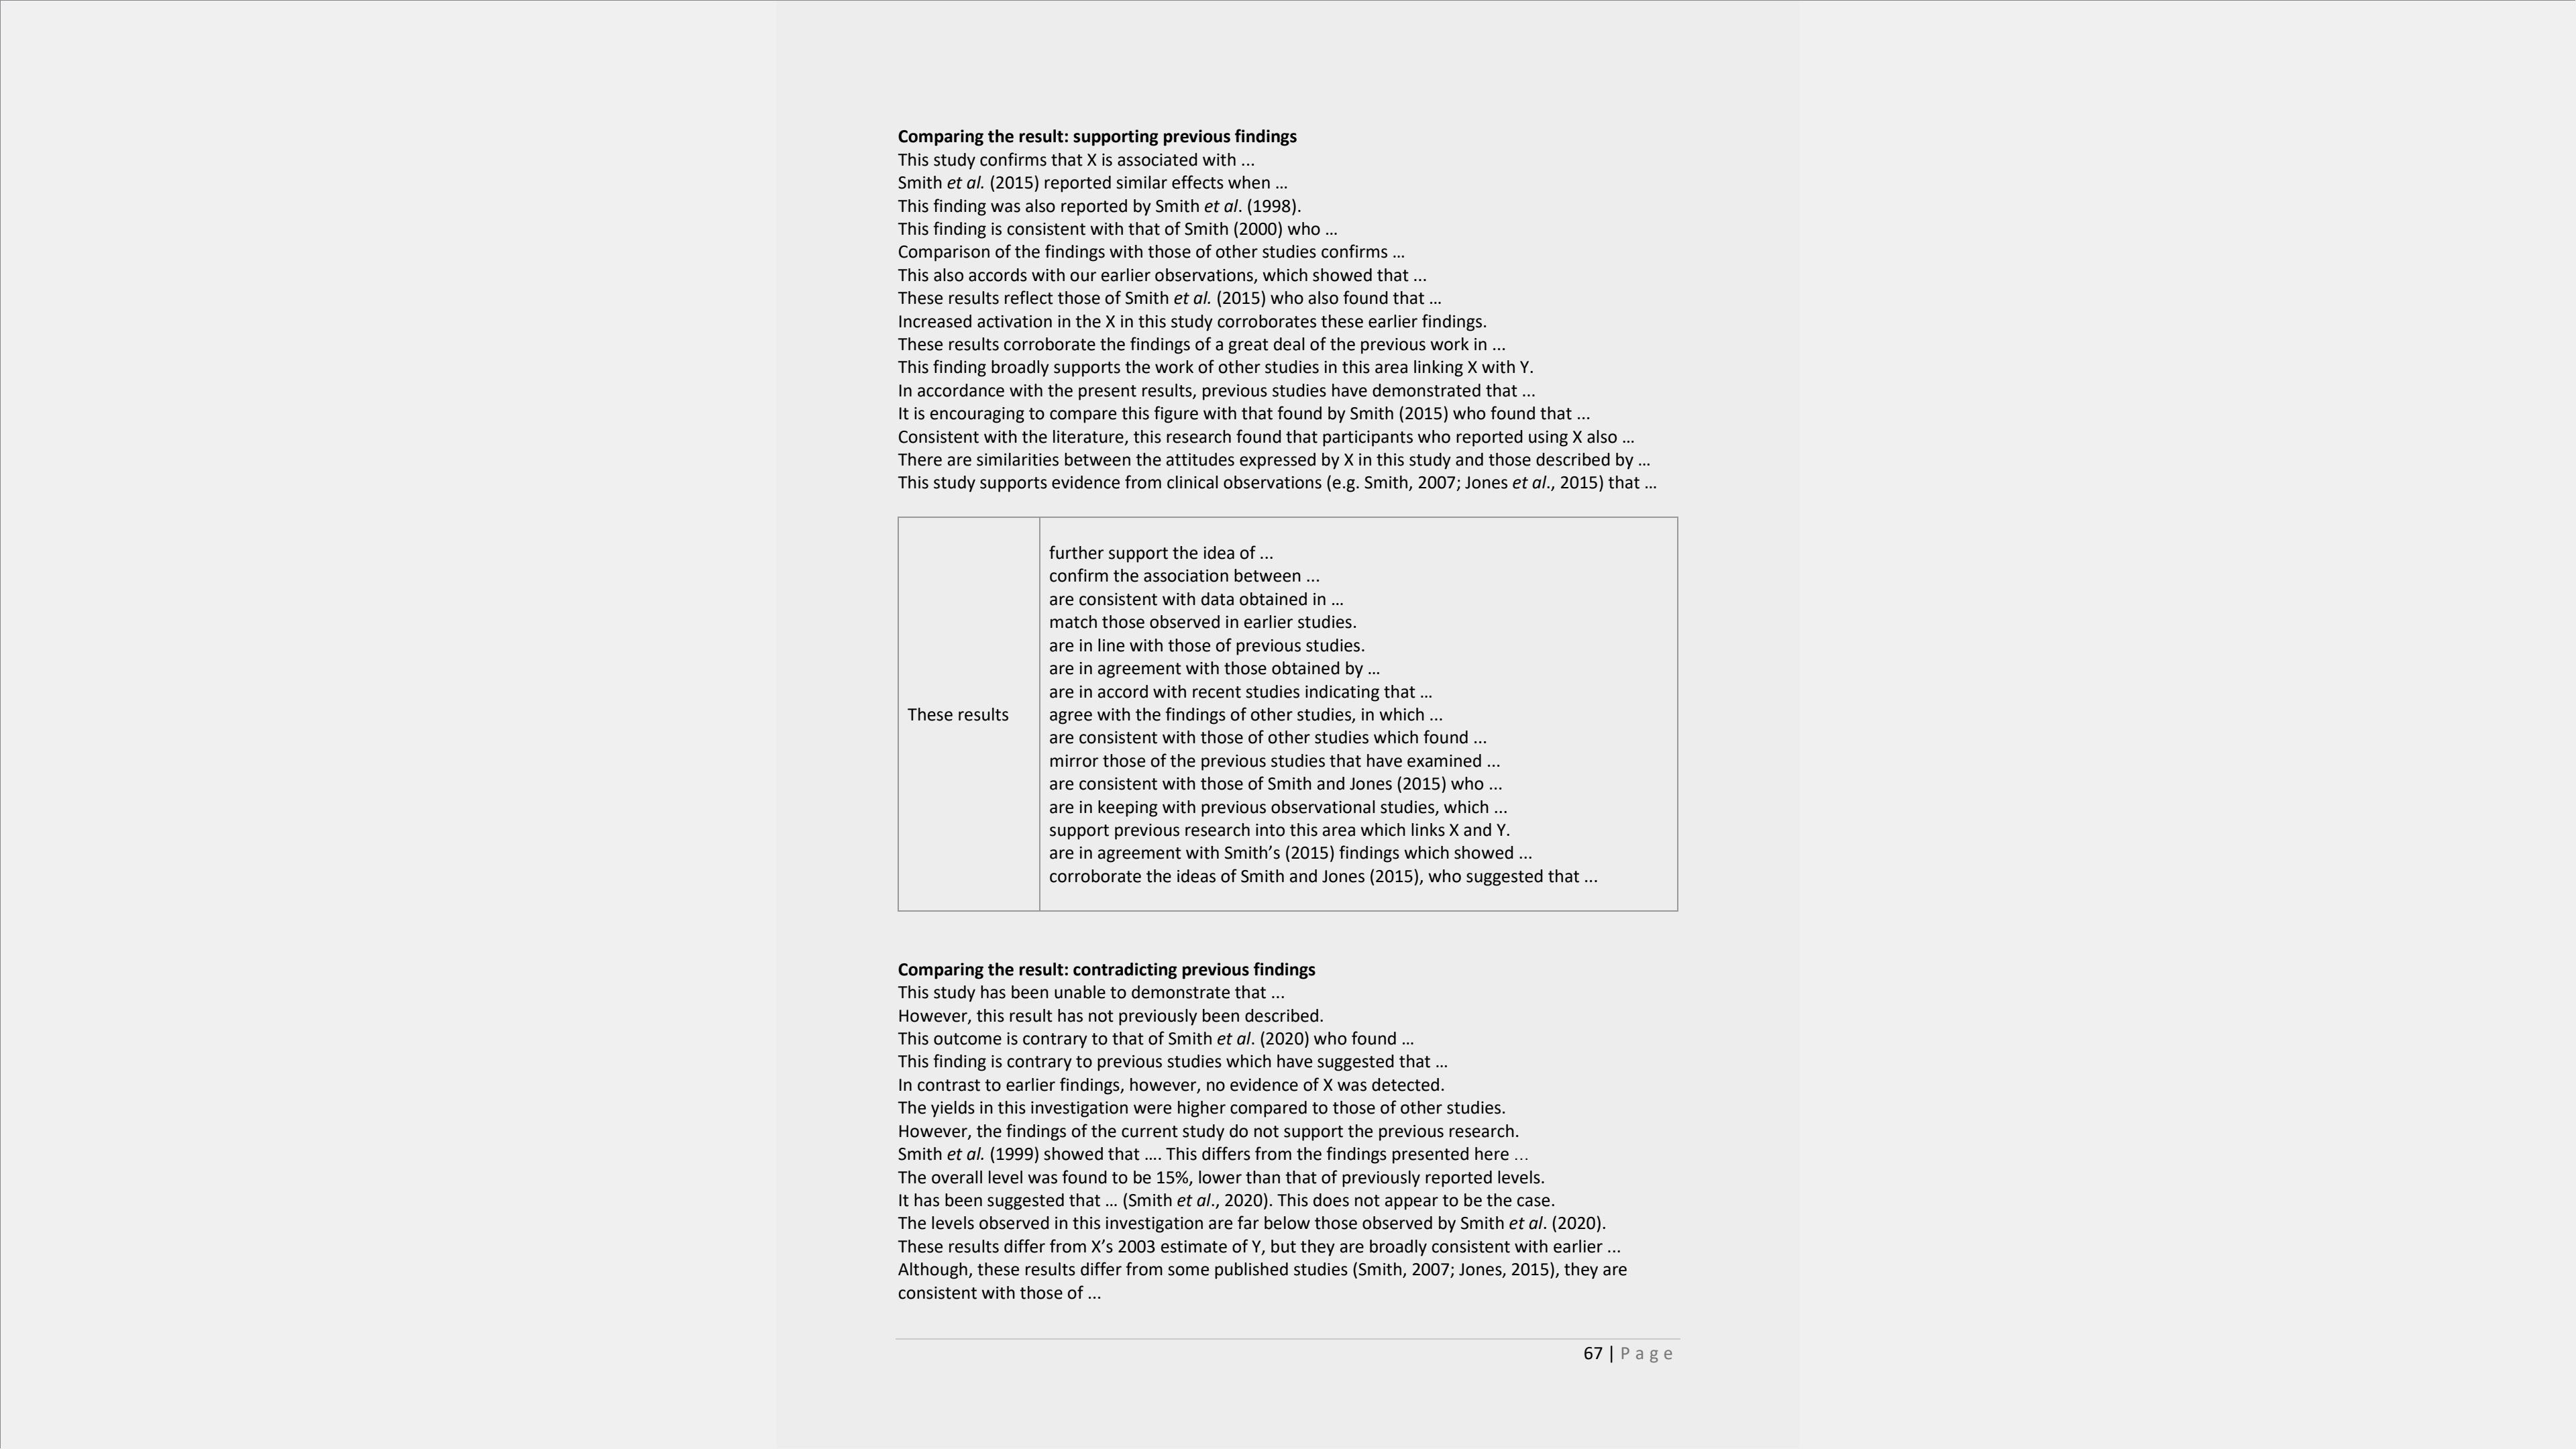 Comparing the result: supporting previous findings
This study confirms that X is associated with ...
Smith et al. (2015) reported similar effects when …
This finding was also reported by Smith et al. (1998).
This finding is consistent with that of Smith (2000) who …
Comparison of the findings with those of other studies confirms …
This also accords with our earlier observations, which showed that ...
These results reflect those of Smith et al. (2015) who also found that …
Increased activation in the X in this study corroborates these earlier findings.
These results corroborate the findings of a great deal of the previous work in ...
This finding broadly supports the work of other studies in this area linking X with Y.
In accordance with the present results, previous studies have demonstrated that ...
It is encouraging to compare this figure with that found by Smith (2015) who found that ...
Consistent with the literature, this research found that participants who reported using X also …
There are similarities between the attitudes expressed by X in this study and those described by …
This study supports evidence from clinical observations (e.g. Smith, 2007; Jones et al., 2015) that …
These results
further support the idea of ...
confirm the association between ...
are consistent with data obtained in …
match those observed in earlier studies.
are in line with those of previous studies.
are in agreement with those obtained by …
are in accord with recent studies indicating that …
agree with the findings of other studies, in which ...
are consistent with those of other studies which found ...
mirror those of the previous studies that have examined ...
are consistent with those of Smith and Jones (2015) who ...
are in keeping with previous observational studies, which ...
support previous research into this area which links X and Y.
are in agreement with Smith’s (2015) findings which showed ...
corroborate the ideas of Smith and Jones (2015), who suggested that ...
Comparing the result: contradicting previous findings
This study has been unable to demonstrate that ...
However, this result has not previously been described.
This outcome is contrary to that of Smith et al. (2020) who found …
This finding is contrary to previous studies which have suggested that …
In contrast to earlier findings, however, no evidence of X was detected.
The yields in this investigation were higher compared to those of other studies.
However, the findings of the current study do not support the previous research.
Smith et al. (1999) showed that …. This differs from the findings presented here …
The overall level was found to be 15%, lower than that of previously reported levels.
It has been suggested that … (Smith et al., 2020). This does not appear to be the case.
The levels observed in this investigation are far below those observed by Smith et al. (2020).
These results differ from X’s 2003 estimate of Y, but they are broadly consistent with earlier ...
Although, these results differ from some published studies (Smith, 2007; Jones, 2015), they are
consistent with those of ...
67 | Page